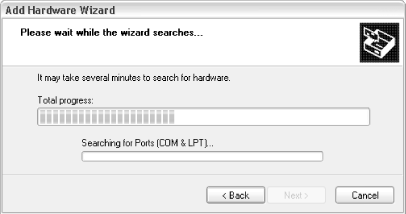 Add Hardware Wizard
Please wait while the wizard searches...
It may take several minutes to search for hardware.
Total progress:
Searching for Ports (COM & LPT)...
< Back
Next >
Cancel